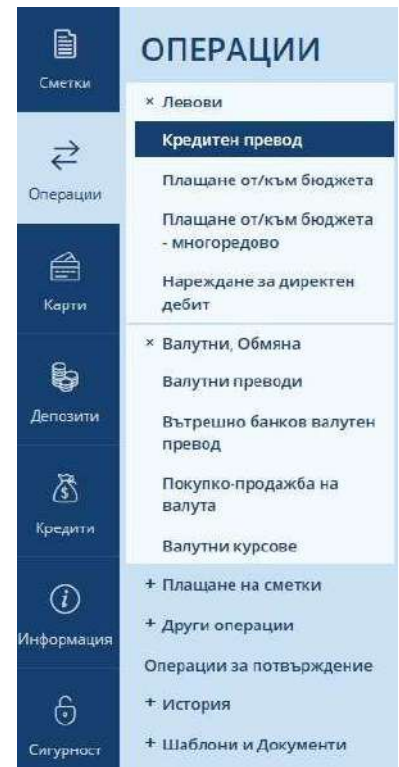 Сметки
Операции
Карти
Депозити
Кредити
Информация
Сигурност
ОПЕРАЦИИ
× Левови
Кредитен превод
Плащане от/към бюджета
Плащане от/към бюджета
- многоредово
Нареждане за директен
дебит
× Валутни, Обмяна
Валутни преводи
Вътрешно банков валутен
превод
Покупко-продажба на
валута
Валутни курсове
+ Плащане на сметки
+ Други операции
Операции за потвърждение
+ История
+ Шаблони и Документи